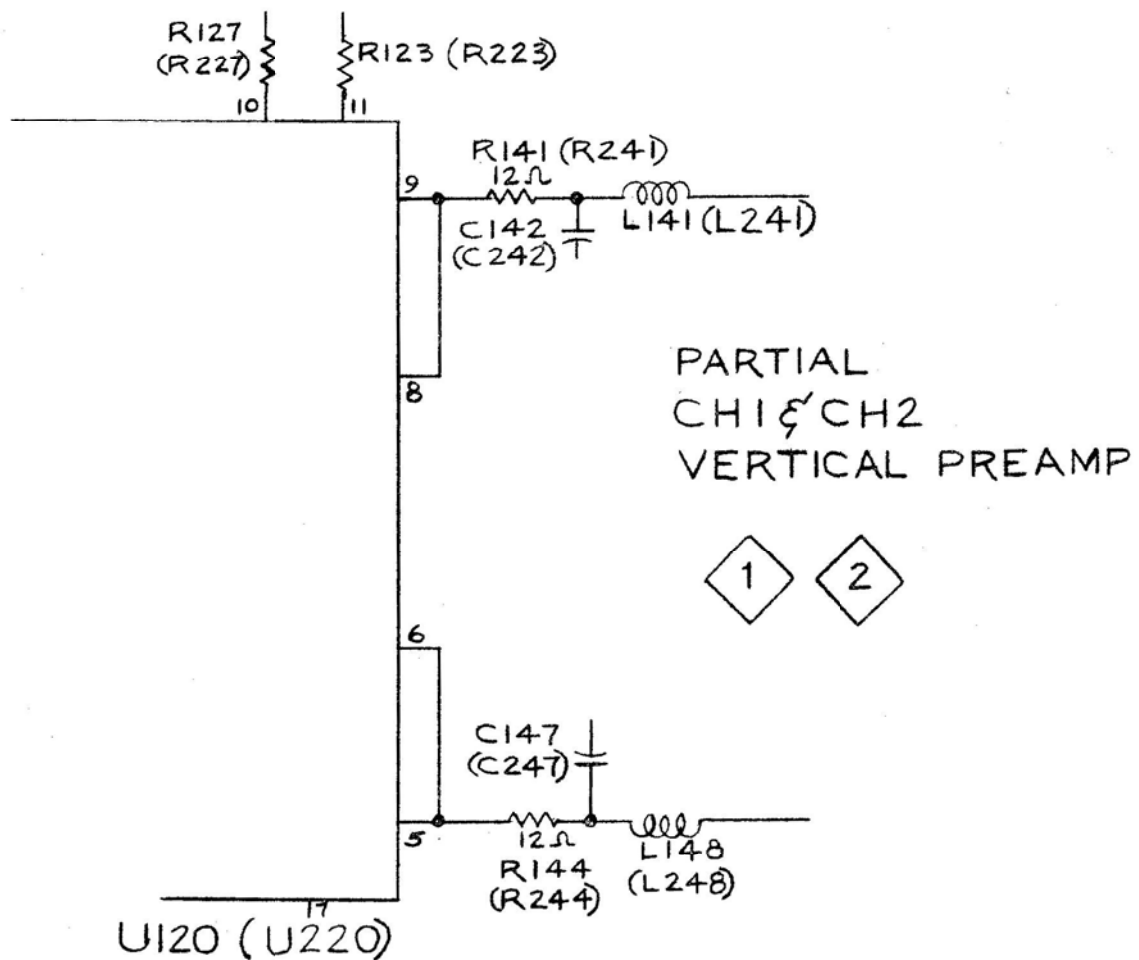 R127
(R227)
R123 (R223)
10
11
R141 (R241)
12Ω
9
C142
(C242)
L141 (L241)
8
PARTIAL
CH1 & CH2
VERTICAL PREAMP
1
2
6
C147
(C247)
5
12Ω
R144
(R244)
L148
(L248)
17
U120 (U220)